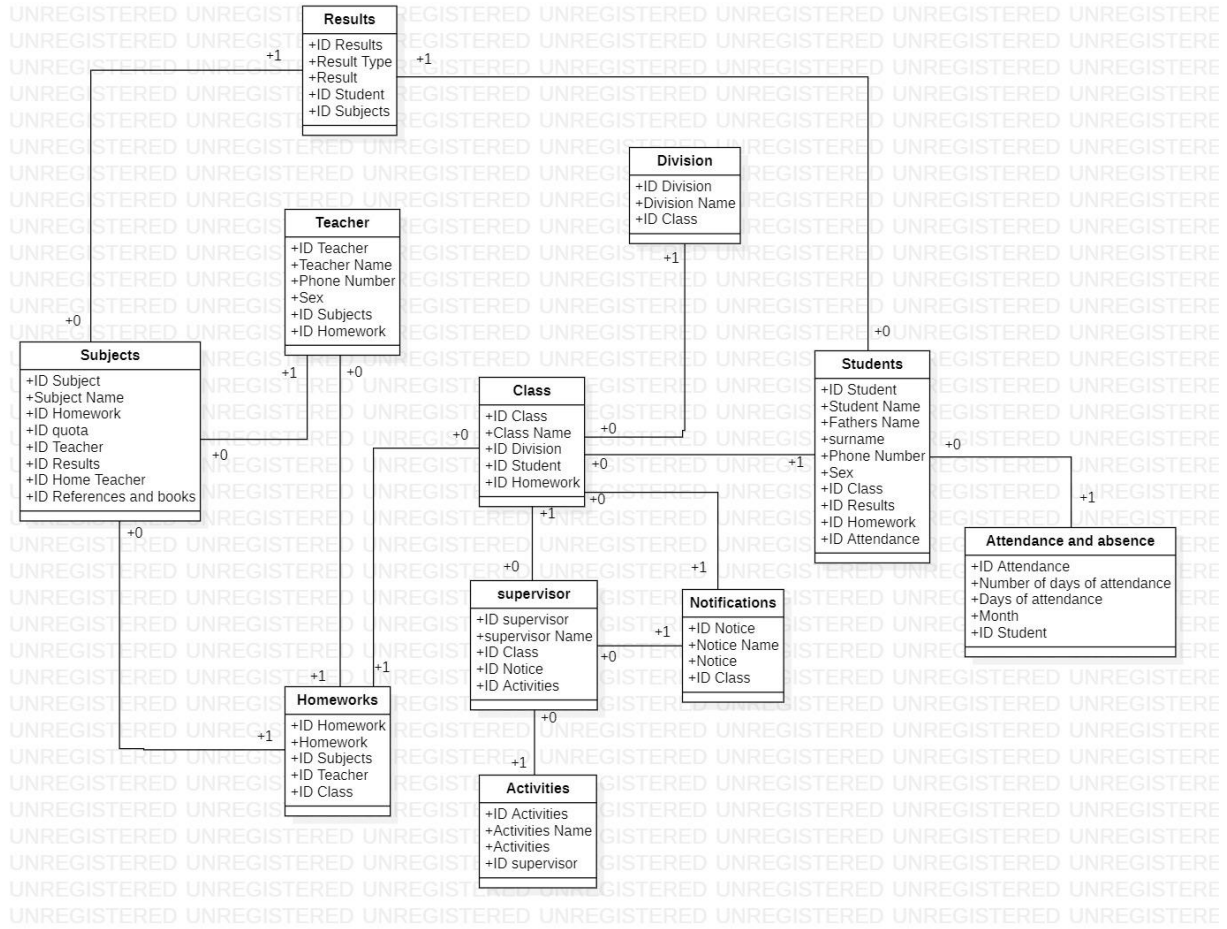 Results
+ID Results
+Result Type
+Result
+ID Student
+ID Subjects
+1
+1
Division
+ID Division
+Division Name
+ID Class
+1
Teacher
+ID Teacher
+Teacher Name
+Phone Number
+Sex
+ID Subjects
+ID Homework
+1
+0
+0
+0
Subjects
+ID Subject
+Subject Name
+ID Homework
+ID quota
+ID Teacher
+ID Results
+ID Home Teacher
+ID References and books
+0
+0
Class
+ID Class
+Class Name
+ID Division
+ID Student
+ID Homework
+0
+0
+0
+0
+1
+1
Students
+ID Student
+Student Name
+Fathers Name
+surname
+Phone Number
+Sex
+ID Class
+ID Results
+ID Homework
+ID Attendance
+0
+1
Attendance and absence
+ID Attendance
+Number of days of attendance
+Days of attendance
+Month
+ID Student
+0
supervisor
+ID supervisor
+supervisor Name
+ID Class
+ID Notice
+ID Activities
+0
+1
+0
+1
Notifications
+ID Notice
+Notice Name
+Notice
+ID Class
+1
+1
+1
Homeworks
+ID Homework
+Homework
+ID Subjects
+ID Teacher
+ID Class
+1
Activities
+ID Activities
+Activities Name
+Activities
+ID supervisor
UNREGISTERED